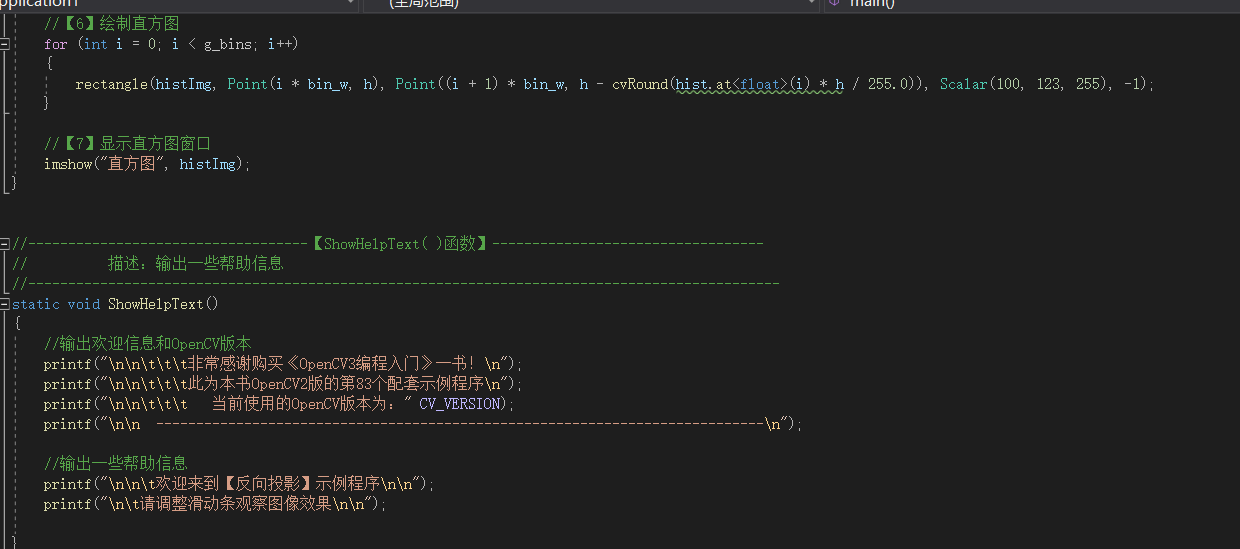 pplication1 (全局范围) main()
//【6】绘制直方图
for (int i = 0; i < g_bins; i++)
{
rectangle(histImg, Point(i * bin_w, h), Point((i + 1) * bin_w, h - cvRound(hist.at<float>(i) * h / 255.0)), Scalar(100, 123, 255), -1);
}
//【7】显示直方图窗口
imshow("直方图", histImg);
}
//-----------------------------------【ShowHelpText( )函数】----------------------------------
// 描述：输出一些帮助信息
//----------------------------------------------------------------------------------------------
static void ShowHelpText()
{
//输出欢迎信息和OpenCV版本
printf("\n\n\t\t\t非常感谢购买《OpenCV3编程入门》一书！\n");
printf("\n\n\t\t\t此为本书OpenCV2版的第83个配套示例程序\n");
printf("\n\n\t\t\t 当前使用的OpenCV版本为：" CV_VERSION);
printf("\n\n ----------------------------------------------------------------------------\n");
//输出一些帮助信息
printf("\n\n\t欢迎来到【反向投影】示例程序\n\n");
printf("\n\t请调整滑动条观察图像效果\n\n");
}